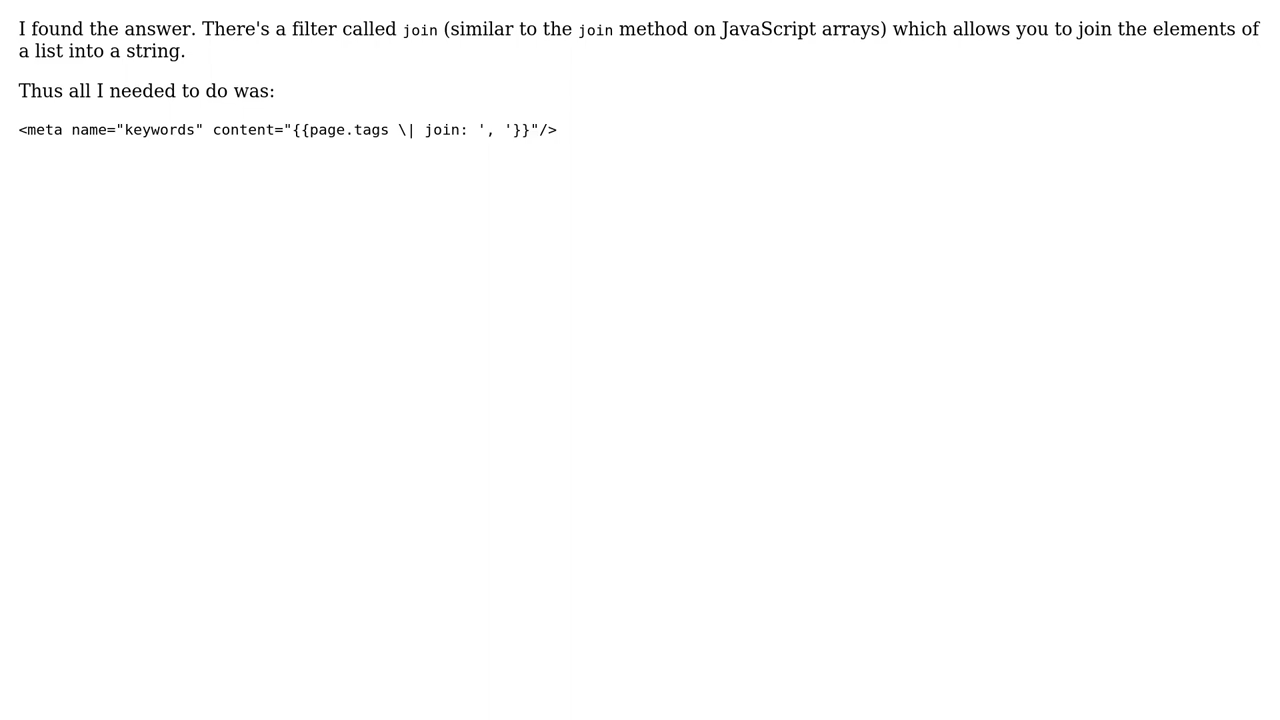 I found the answer. There's a filter called join (similar to the join method on JavaScript arrays) which allows you to join the elements of
a list into a string.
Thus all I needed to do was:
<meta name="keywords" content="{{page.tags \| join: ', '}}"/>